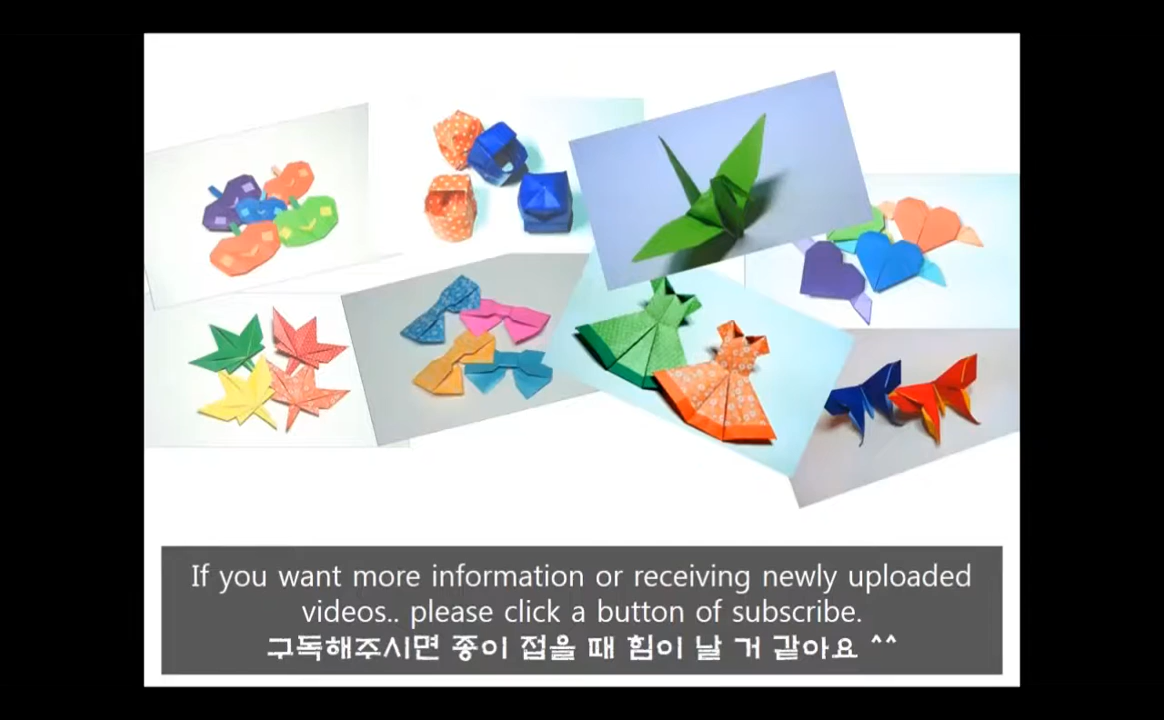 If you want more information or receiving newly uploaded
videos.. please click a button of subscribe.
구독해주시면 종이 접을 때 힘이 날 거 같아요 ^^